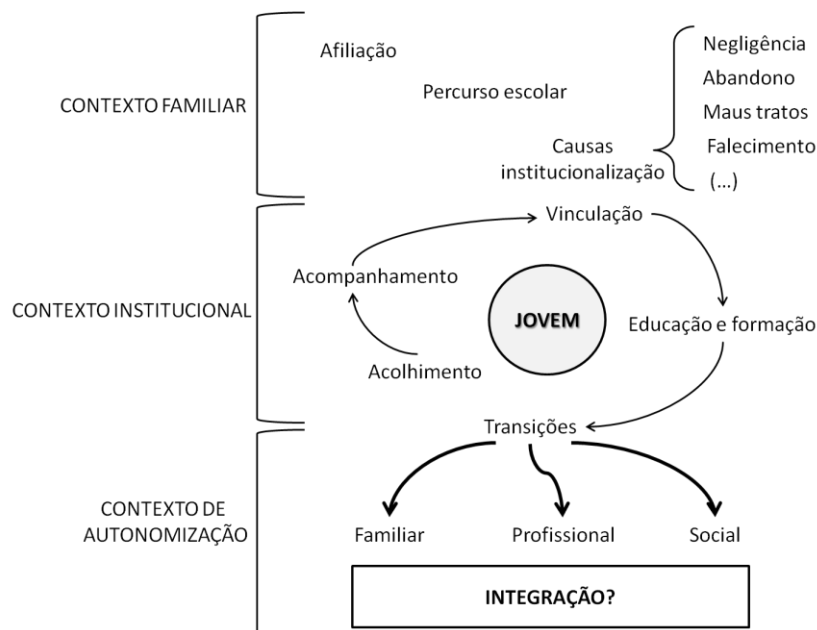 CONTEXTO FAMILIAR
Afiliação
Percurso escolar
Causas
institucionalização
Negligência
Abandono
Maus tratos
Falecimento
(...)
CONTEXTO INSTITUCIONAL
Vinculação
Acompanhamento
JOVEM
Educação e formação
Acolhimento
Transições
CONTEXTO DE
AUTONOMIZAÇÃO
Familiar
Profissional
Social
INTEGRAÇÃO?